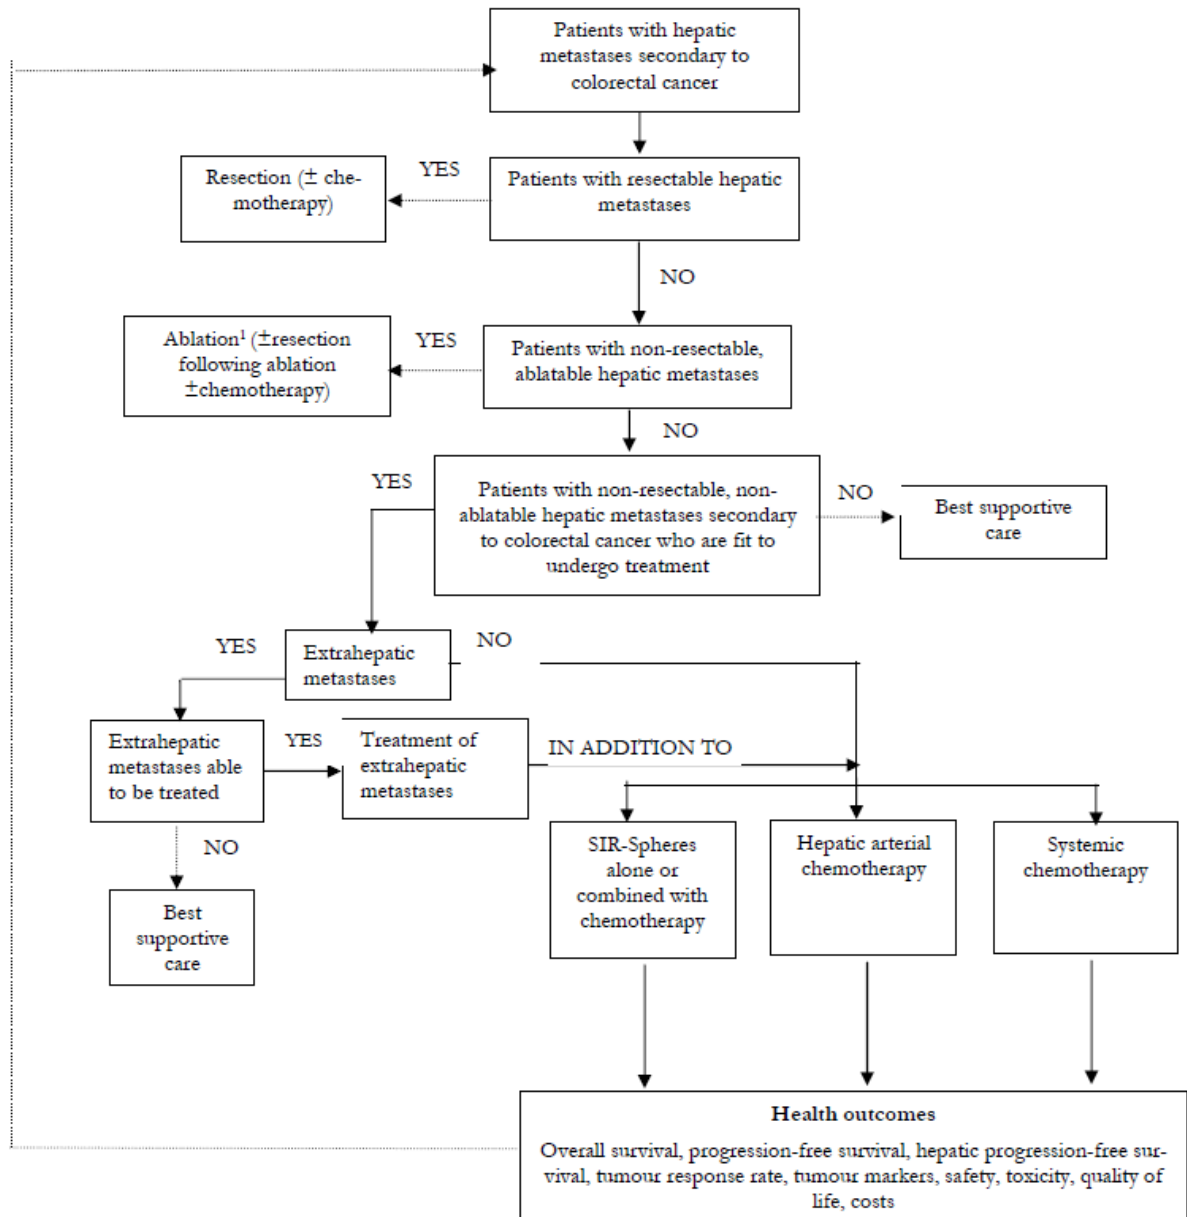 Patients with hepatic
metastases secondary to
colorectal cancer
Resection (± che-
motherapy)
YES
Patients with resectable hepatic
metastases
NO
Ablation¹ (±resection
following ablation
±chemotherapy)
YES
Patients with non-resectable,
ablatable hepatic metastases
NO
YES
Patients with non-resectable, non-
ablatable hepatic metastases secondary
to colorectal cancer who are fit to
undergo treatment
NO
Best supportive
care
YES
Extrahepatic
metastases
NO
Extrahepatic
metastases able
to be treated
YES
Treatment of
extrahepatic
metastases
IN ADDITION TO
NO
Best
supportive
care
SIR-Spheres
alone or
combined with
chemotherapy
Hepatic arterial
chemotherapy
Systemic
chemotherapy
Health outcomes
Overall survival, progression-free survival, hepatic progression-free sur-
vival, tumour response rate, tumour markers, safety, toxicity, quality of
life, costs